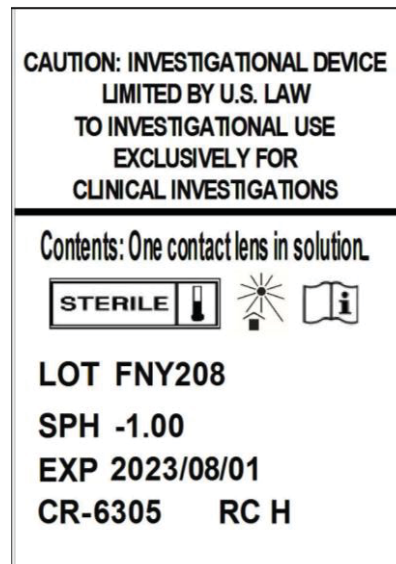 CAUTION: INVESTIGATIONAL DEVICE
LIMITED BY U.S. LAW
TO INVESTIGATIONAL USE
EXCLUSIVELY FOR
CLINICAL INVESTIGATIONS
Contents: One contact lens in solution.
STERILE i
LOT FNY208
SPH -1.00
EXP 2023/08/01
CR-6305 RC H